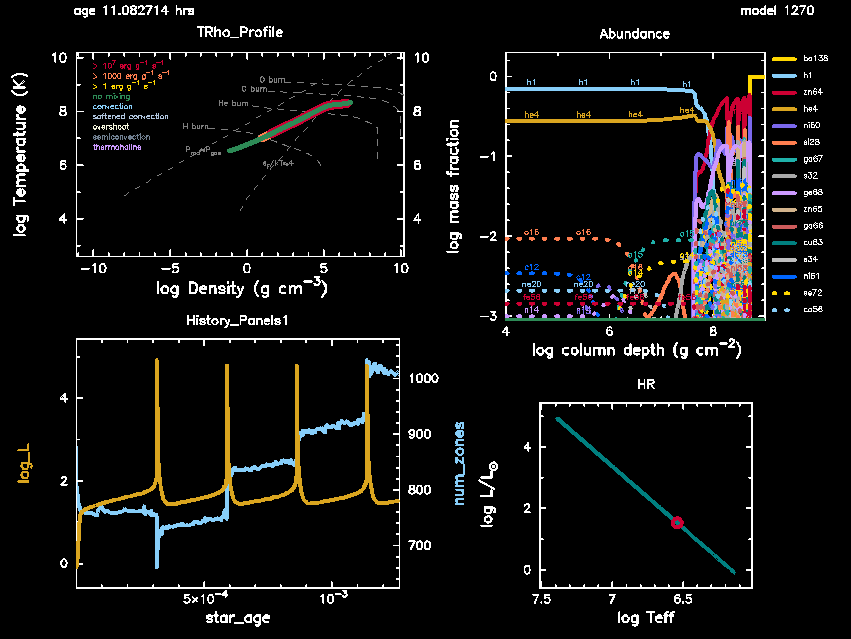 age 11.082714 hrs
model 1270
TRho_Profile
10
8
6
4
log Temperature (K)
> 10⁷ erg g⁻¹ s⁻¹
> 1000 erg g⁻¹ s⁻¹
> 1 erg g⁻¹ s⁻¹
no mixing
convection
softened convection
overshoot
semiconvection
thermohaline
O burn
C burn
He burn
H burn
10
8
6
4
-10
-5
0
5
10
log Density (g cm⁻³)
Abundance
0
-1
-2
-3
log mass fraction
h1 h1 h1 h1
he4 he4 he4 he4
o16 o16
c12 c12
ne20 ne20 ne20
fe56 fe56
n14 n14
4
6
8
log column depth (g cm⁻²)
ba138
h1
zn64
he4
ni60
si28
ga67
s32
ge68
zn65
ga66
cu63
s34
ni61
se72
co56
History_Panels1
4
2
0
log_L
1000
900
800
700
num_zones
5×10⁻⁴
10⁻³
star_age
HR
4
2
0
log L/L☉
7.5
7
6.5
log Teff